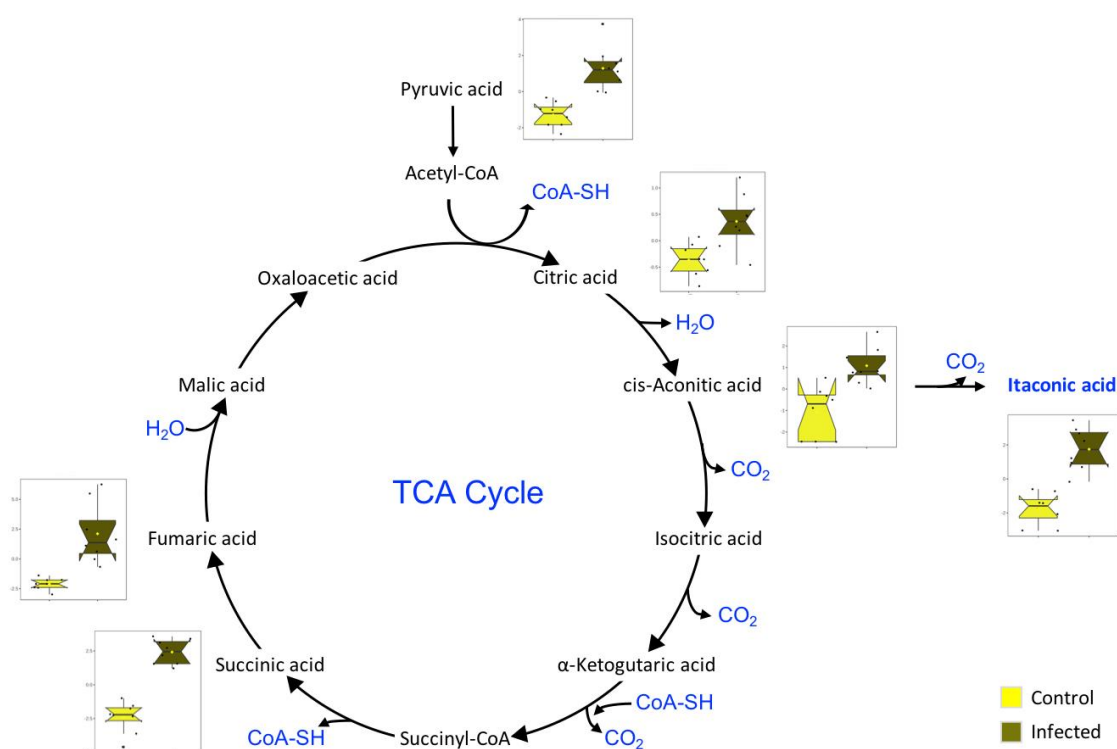 Pyruvic acid
Acetyl-CoA
CoA-SH
Oxaloacetic acid
Citric acid
H₂O
Malic acid
cis-Aconitic acid
CO₂
Itaconic acid
H₂O
CO₂
TCA Cycle
Fumaric acid
Isocitric acid
CO₂
Succinic acid
α-Ketogutaric acid
CoA-SH
CoA-SH
Succinyl-CoA
CO₂
Control
Infected